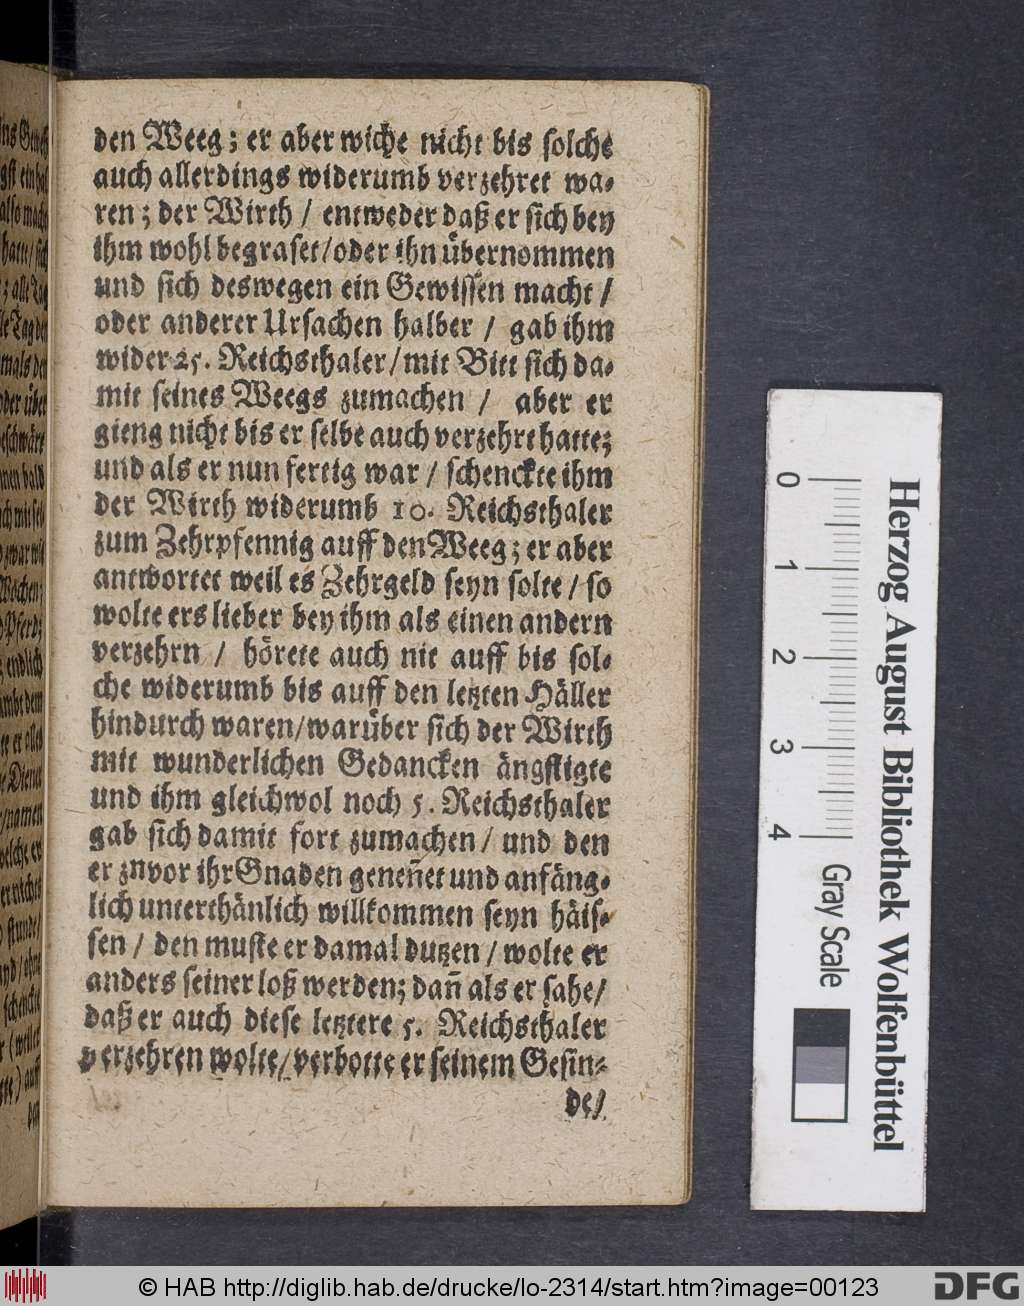 den Weeg; er aber wiche nicht bis solche
auch allerdings widerumb verzehret wa-
ren; der Wirth / entweder daß er sich bey
ihm wohl begraset/oder ihn übernommen
und sich deswegen ein Gewissen macht /
oder anderer Ursachen halber / gab ihm
wider 25. Reichsthaler/mit Bitt sich da-
mit seines Weegs zumachen / aber er
gieng nicht bis er selbe auch verzehrt hatte;
und als er nun fertig war / schenckte ihm
der Wirth widerumb 10. Reichsthaler
zum Zehrpfennig auff den Weeg; er aber
antwortet weil es Zehrgeld seyn solte / so
wolte ers lieber bey ihm als einen andern
verzehrn / hörete auch nit auff bis sol-
che widerumb bis auff den letzten Häller
hindurch waren/warüber sich der Wirth
mit wunderlichen Gedancken ängstigte
und ihm gleichwol noch 5. Reichsthaler
gab sich damit fort zumachen/ und den
er zuvor ihr Gnaden geneñet und anfäng-
lich unterthänlich willkommen seyn häis-
sen / den muste er damal dutzen / wolte er
anders seiner loß werden; dañ als er sahe/
daß er auch diese letztere 5. Reichsthaler
verzehren wolte/verbotte er seinem Gesin-
de/
0 1 2 3 4
Gray Scale
Herzog August Bibliothek Wolfenbüttel
© HAB http://diglib.hab.de/drucke/lo-2314/start.htm?image=00123
DFG